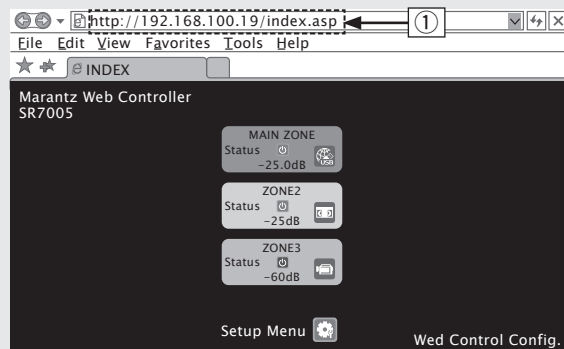 http://192.168.100.19/index.asp
①
File Edit View Favorites Tools Help
INDEX
Marantz Web Controller
SR7005
MAIN ZONE
Status
-25.0dB
USB
ZONE2
Status
-25dB
ZONE3
Status
-60dB
Setup Menu
Wed Control Config.